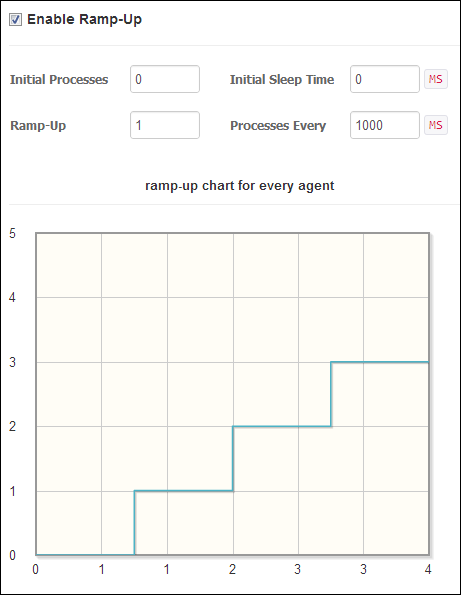 Enable Ramp-Up
Initial Processes 0 Initial Sleep Time 0 MS
Ramp-Up 1 Processes Every 1000 MS
ramp-up chart for every agent
5
4
3
2
1
0
0 1 1 2 3 3 4